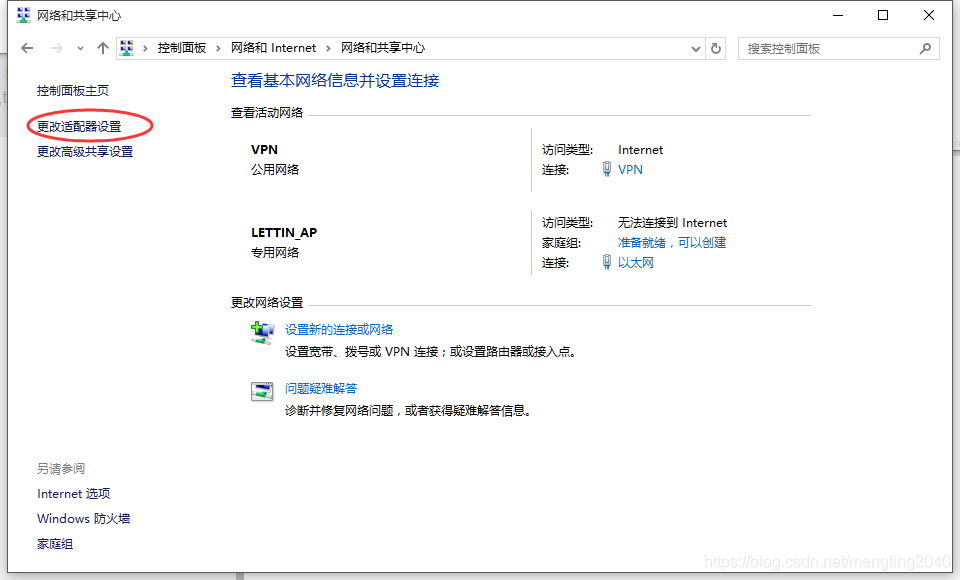 网络和共享中心
控制面板 网络和 Internet 网络和共享中心
搜索控制面板
控制面板主页
更改适配器设置
更改高级共享设置
查看基本网络信息并设置连接
查看活动网络
VPN
公用网络
访问类型: Internet
连接: VPN
LETTIN_AP
专用网络
访问类型: 无法连接到 Internet
家庭组: 准备就绪，可以创建
连接: 以太网
更改网络设置
设置新的连接或网络
设置宽带、拨号或 VPN 连接；或设置路由器或接入点。
问题疑难解答
诊断并修复网络问题，或者获得疑难解答信息。
另请参阅
Internet 选项
Windows 防火墙
家庭组
https://blog.csdn.net/mengting2040